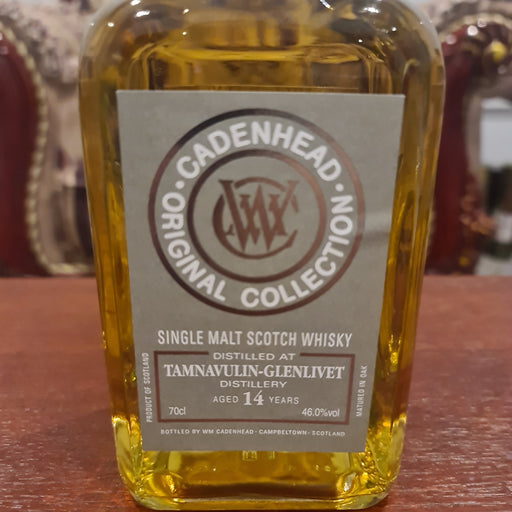 CADENHEAD
ORIGINAL COLLECTION
WC
SINGLE MALT SCOTCH WHISKY
DISTILLED AT
TAMNAVULIN-GLENLIVET
DISTILLERY
AGED 14 YEARS
70cl 46.0%vol
PRODUCT OF SCOTLAND
MATURED IN OAK
BOTTLED BY WM CADENHEAD · CAMPBELTOWN · SCOTLAND